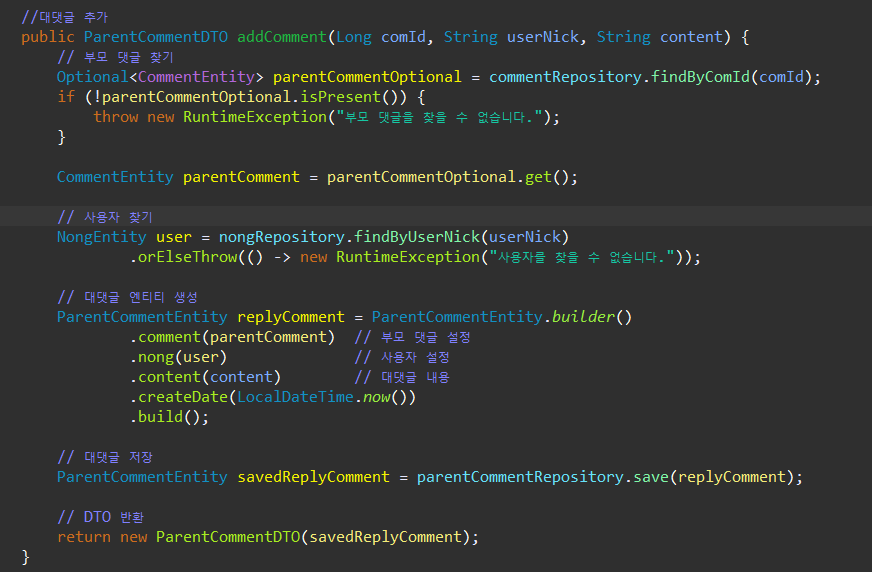 //대댓글 추가
public ParentCommentDTO addComment(Long comId, String userNick, String content) {
    // 부모 댓글 찾기
    Optional<CommentEntity> parentCommentOptional = commentRepository.findByComId(comId);
    if (!parentCommentOptional.isPresent()) {
        throw new RuntimeException("부모 댓글을 찾을 수 없습니다.");
    }
    CommentEntity parentComment = parentCommentOptional.get();
    // 사용자 찾기
    NongEntity user = nongRepository.findByUserNick(userNick)
            .orElseThrow(() -> new RuntimeException("사용자를 찾을 수 없습니다."));
    // 대댓글 엔티티 생성
    ParentCommentEntity replyComment = ParentCommentEntity.builder()
            .comment(parentComment)  // 부모 댓글 설정
            .nong(user)              // 사용자 설정
            .content(content)        // 대댓글 내용
            .createDate(LocalDateTime.now())
            .build();
    // 대댓글 저장
    ParentCommentEntity savedReplyComment = parentCommentRepository.save(replyComment);
    // DTO 반환
    return new ParentCommentDTO(savedReplyComment);
}